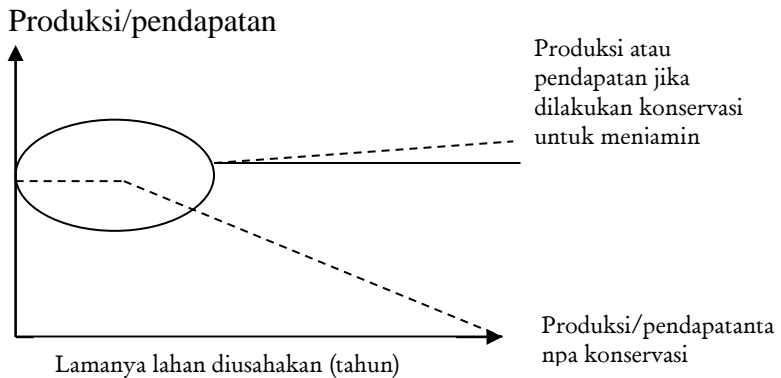 Produksi/pendapatan
Produksi atau
pendapatan jika
dilakukan konservasi
untuk menjamin
Produksi/pendapatanta
npa konservasi
Lamanya lahan diusahakan (tahun)